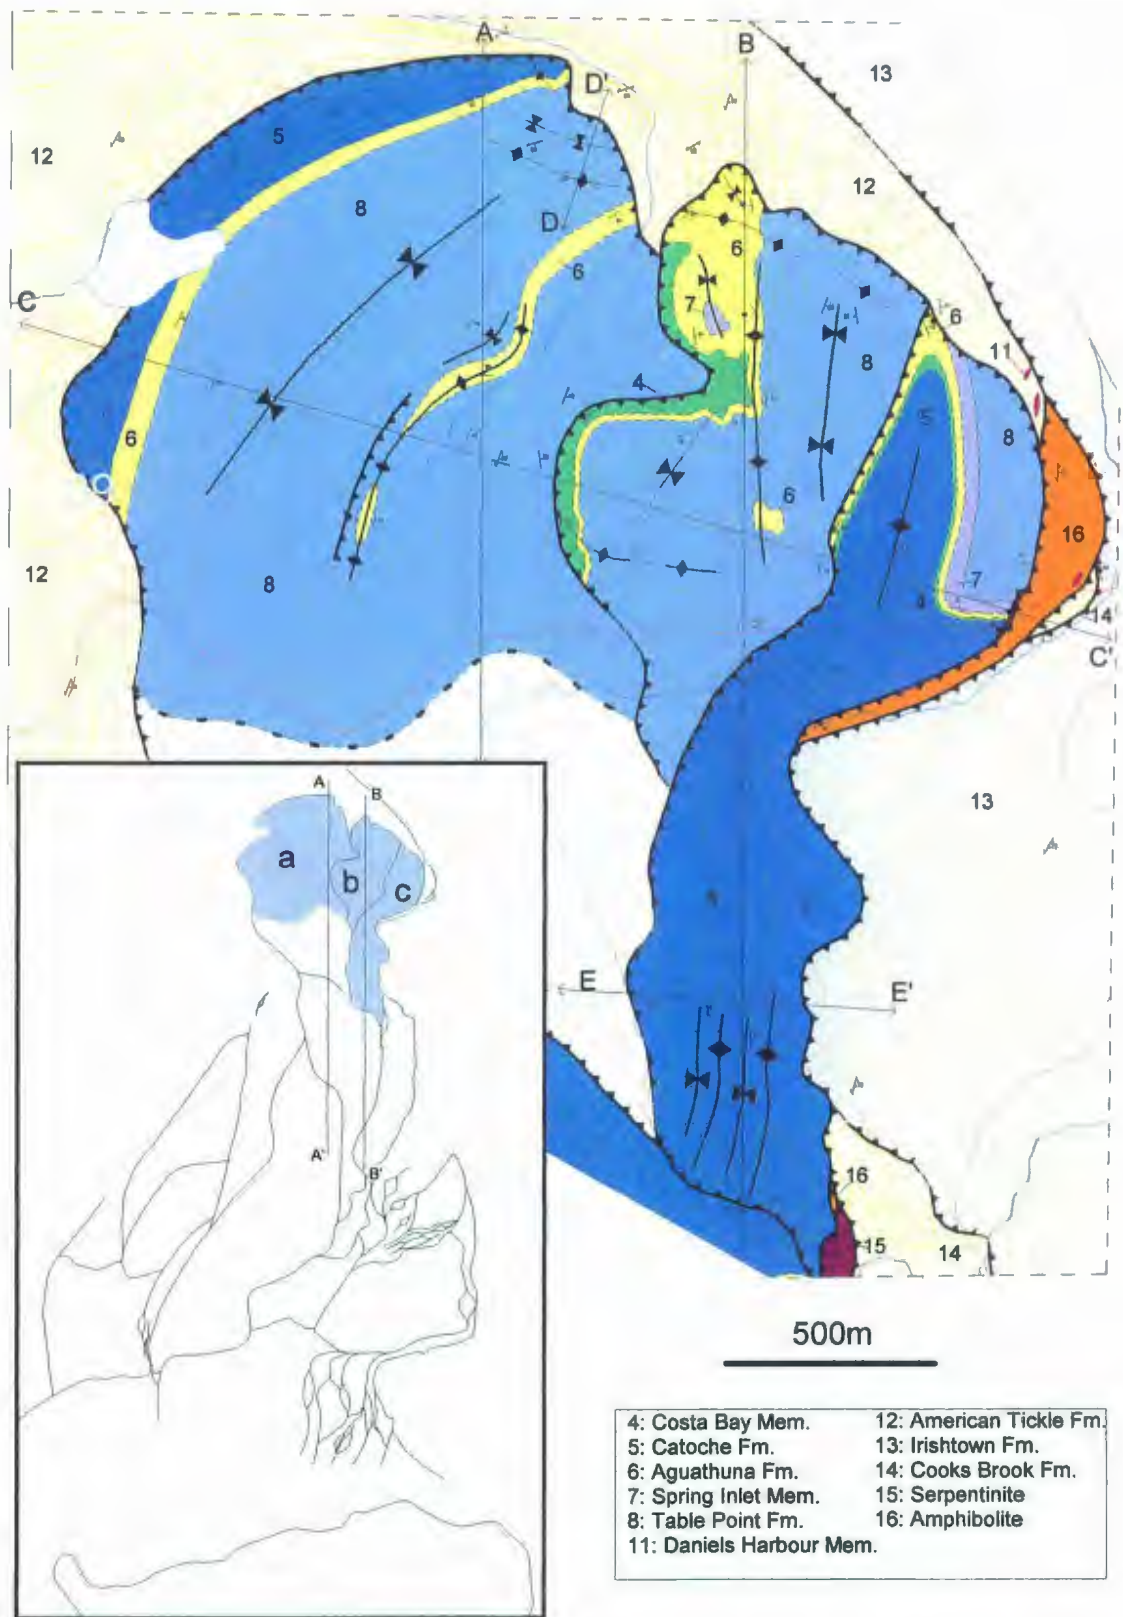 A
B
13
D'
5
12
12
8
6
D
6
C
7
4
8
6
11
5
8
6
6
16
12
8
7
4
14
C'
13
A
B
a
b
c
E
E'
A'
B'
16
15
14
500m
4: Costa Bay Mem.
5: Catoche Fm.
6: Aguathuna Fm.
7: Spring Inlet Mem.
8: Table Point Fm.
11: Daniels Harbour Mem.
12: American Tickle Fm.
13: Irishtown Fm.
14: Cooks Brook Fm.
15: Serpentinite
16: Amphibolite